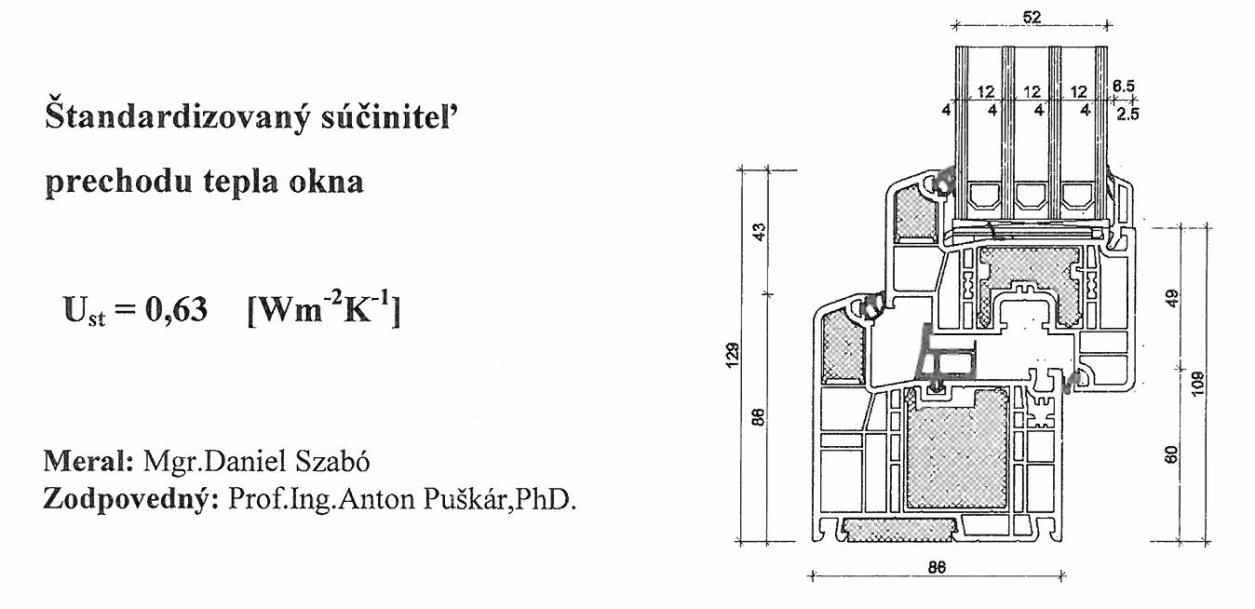 Štandardizovaný súčiniteľ
prechodu tepla okna
Ust = 0,63 [Wm-2K-1]
Meral: Mgr.Daniel Szabó
Zodpovedný: Prof.Ing.Anton Puškár,PhD.
52
12 12 12 6.5
4 4 4 4 2.5
43
129
86
49
109
60
86